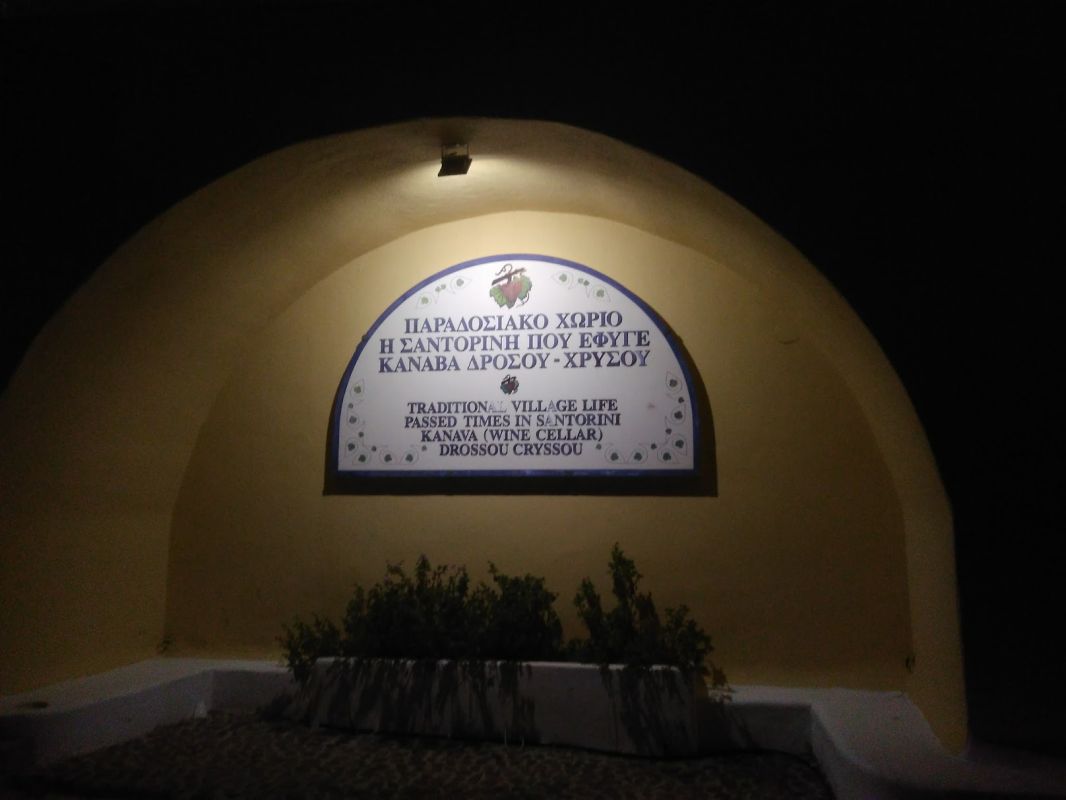 ΠΑΡΑΔΟΣΙΑΚΟ ΧΩΡΙΟ
Η ΣΑΝΤΟΡΙΝΗ ΠΟΥ ΕΦΥΓΕ
ΚΑΝΑΒΑ ΔΡΟΣΟΥ - ΧΡΥΣΟΥ
TRADITIONAL VILLAGE LIFE
PASSED TIMES IN SANTORINI
KANAVA (WINE CELLAR)
DROSSOU CRYSSOU